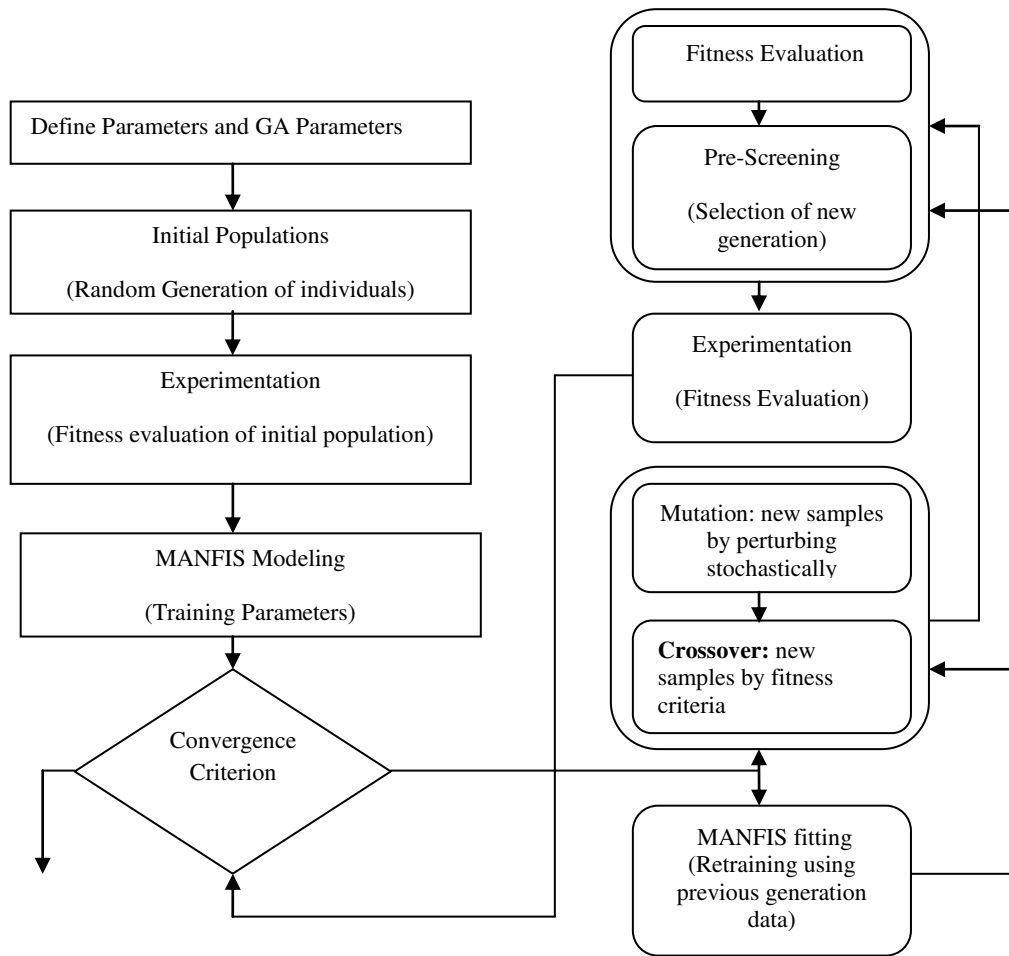 Define Parameters and GA Parameters
Initial Populations
(Random Generation of individuals)
Experimentation
(Fitness evaluation of initial population)
MANFIS Modeling
(Training Parameters)
Convergence
Criterion
Fitness Evaluation
Pre-Screening
(Selection of new
generation)
Experimentation
(Fitness Evaluation)
Mutation: new samples
by perturbing
stochastically
Crossover: new
samples by fitness
criteria
MANFIS fitting
(Retraining using
previous generation
data)